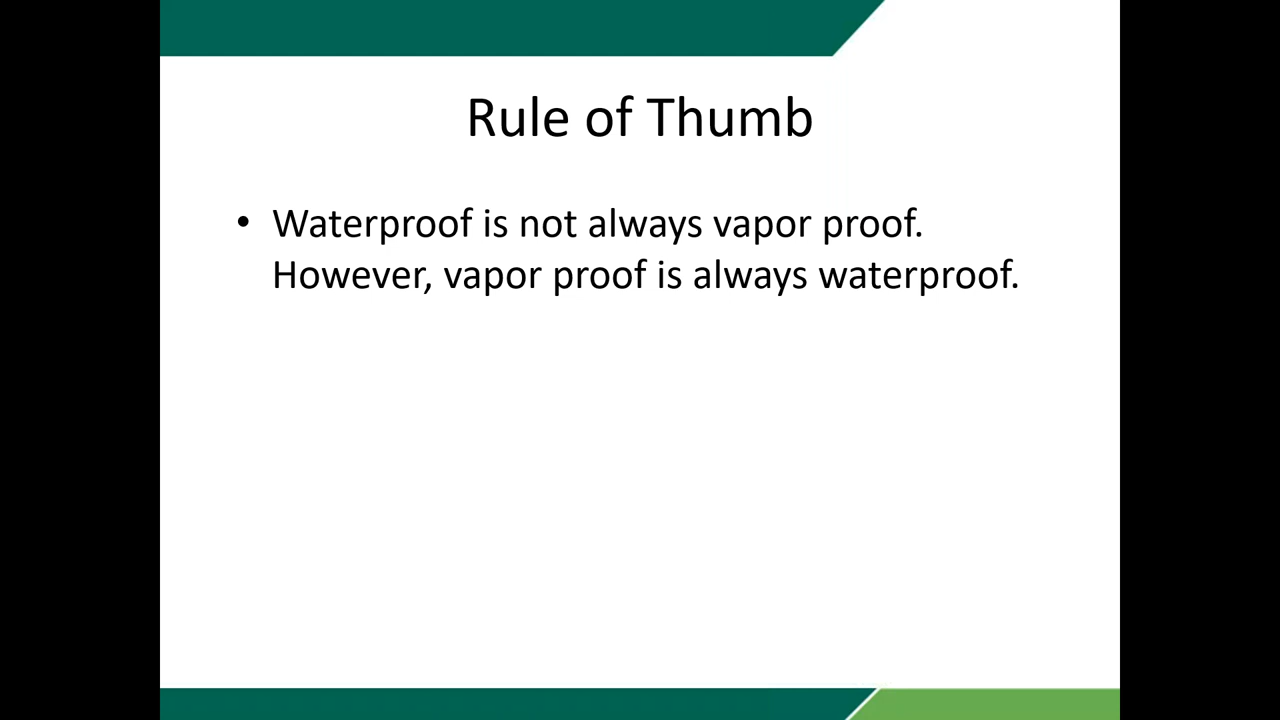 Rule of Thumb
• Waterproof is not always vapor proof.
However, vapor proof is always waterproof.